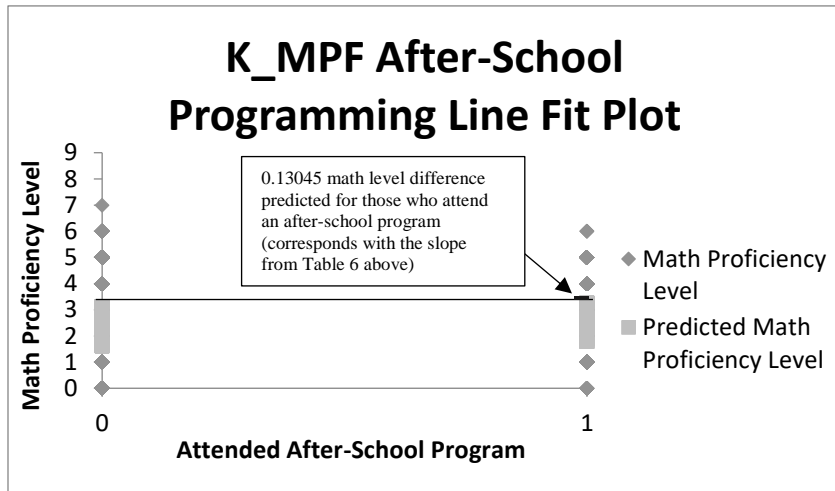 K_MPF After-School
Programming Line Fit Plot
Math Proficiency Level
9
8
7
6
5
4
3
2
1
0
0.13045 math level difference
predicted for those who attend
an after-school program
(corresponds with the slope
from Table 6 above)
0
1
Attended After-School Program
Math Proficiency
Level
Predicted Math
Proficiency Level